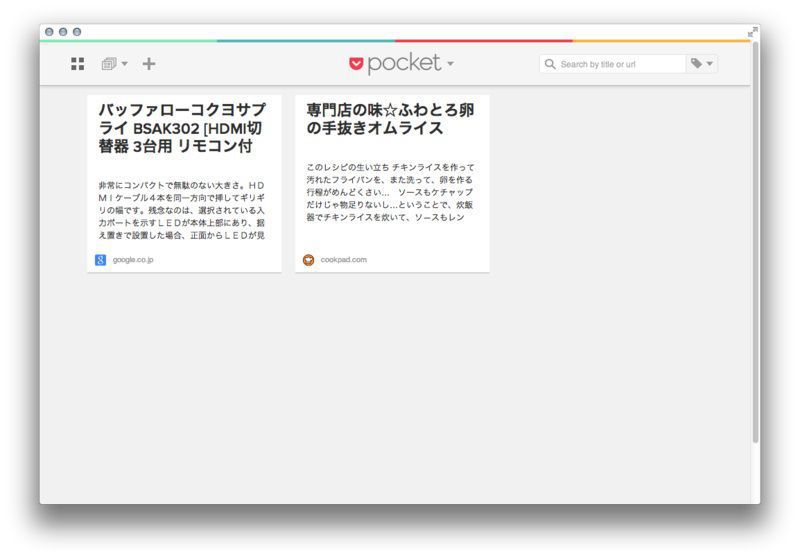 pocket
Search by title or url
バッファローコクヨサプ
ライ BSAK302 [HDMI切
替器 3台用 リモコン付
非常にコンパクトで無駄のない大きさ。ＨＤ
ＭＩケーブル４本を同一方向で挿してギリギ
リの幅です。残念なのは、選択されている入
力ポートを示すＬＥＤが本体上部にあり、据
え置きで設置した場合、正面からＬＥＤが見
google.co.jp
専門店の味☆ふわとろ卵
の手抜きオムライス
このレシピの生い立ち チキンライスを作って
汚れたフライパンを、また洗って、卵を作る
行程がめんどくさい… ソースもケチャップ
だけじゃ物足りないし…ということで、炊飯
器でチキンライスを炊いて、ソースもレン
cookpad.com